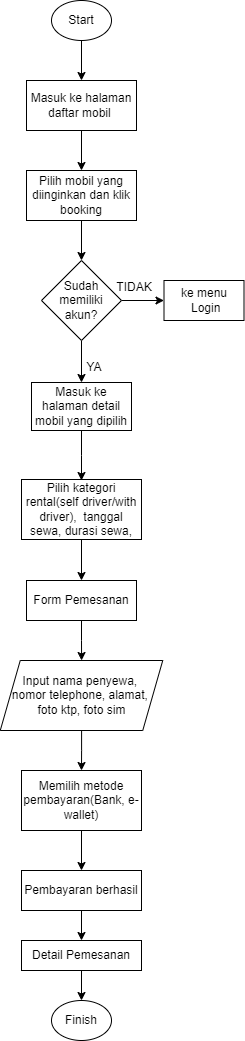 Start
Masuk ke halaman
daftar mobil
Pilih mobil yang
diinginkan dan klik
booking
Sudah
memiliki
akun?
TIDAK
ke menu
Login
YA
Masuk ke
halaman detail
mobil yang dipilih
Pilih kategori
rental(self driver/with
driver), tanggal
sewa, durasi sewa,
Form Pemesanan
Input nama penyewa,
nomor telephone, alamat,
foto ktp, foto sim
Memilih metode
pembayaran(Bank, e-
wallet)
Pembayaran berhasil
Detail Pemesanan
Finish